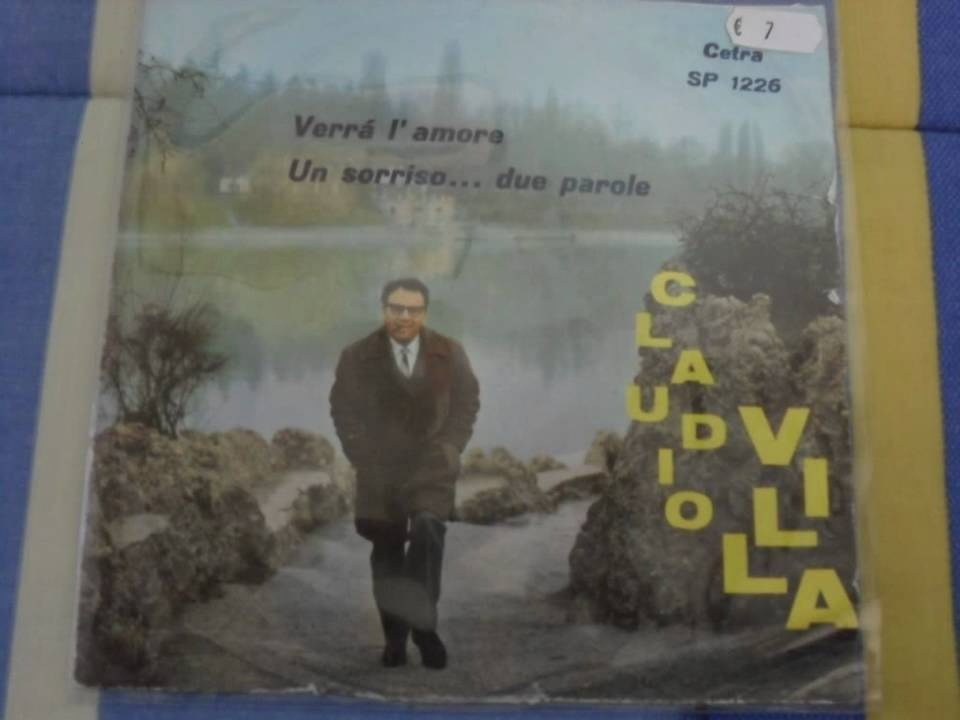 € 7
Cetra
SP 1226
Verrá l'amore
Un sorriso... due parole
CLAUDIO
VILLA